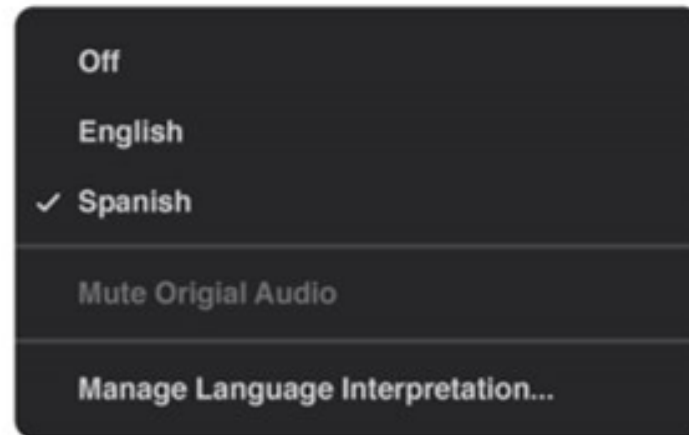 Off
English
✓ Spanish
Mute Origial Audio
Manage Language Interpretation...